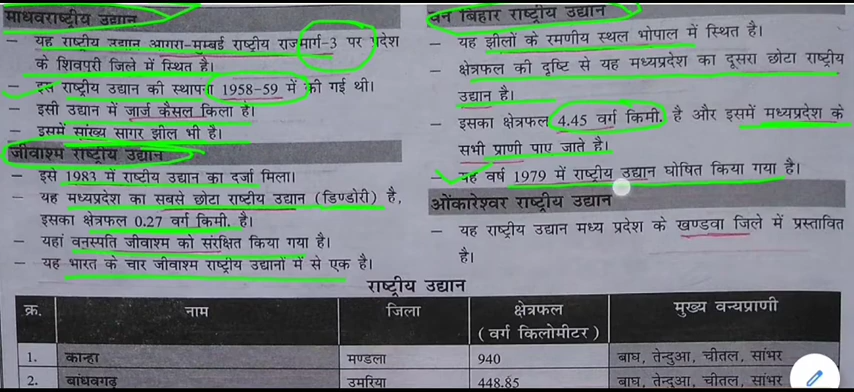 माधवराष्ट्रीय उद्यान
– यह राष्ट्रीय उद्यान आगरा-मुम्बई राष्ट्रीय राजमार्ग-3 पर प्रदेश
के शिवपुरी जिले में स्थित है।
– इस राष्ट्रीय उद्यान की स्थापना 1958-59 में की गई थी।
– इसी उद्यान में जार्ज कैसल किला है।
– इसमें सांख्य सागर झील भी है।
जीवाश्म राष्ट्रीय उद्यान
– इसे 1983 में राष्टीय उद्यान का दर्जा मिला।
– यह मध्यप्रदेश का सबसे छोटा राष्ट्रीय उद्यान (डिण्डोरी) है,
इसका क्षेत्रफल 0.27 वर्ग किमी. है।
– यहां वनस्पति जीवाश्म को संरक्षित किया गया है।
– यह भारत के चार जीवाश्म राष्ट्रीय उद्यानों में से एक है।
वन बिहार राष्ट्रीय उद्यान
– यह झीलों के रमणीय स्थल भोपाल में स्थित है।
– क्षेत्रफल की दृष्टि से यह मध्यप्रदेश का दूसरा छोटा राष्ट्रीय
उद्यान है।
– इसका क्षेत्रफल 4.45 वर्ग किमी. है और इसमें मध्यप्रदेश के
सभी प्राणी पाए जाते है।
– यह वर्ष 1979 में राष्ट्रीय उद्यान घोषित किया गया है।
ओंकारेश्वर राष्ट्रीय उद्यान
– यह राष्ट्रीय उद्यान मध्य प्रदेश के खण्डवा जिले में प्रस्तावित
है।
राष्ट्रीय उद्यान
क्र. नाम जिला क्षेत्रफल मुख्य वन्यप्राणी
(वर्ग किलोमीटर)
1. कान्हा मण्डला 940 बाघ, तेन्दुआ, चीतल, सांभर
2. बांधवगढ़ उमरिया 448.85 बाघ, तेन्दुआ, चीतल, सांभर